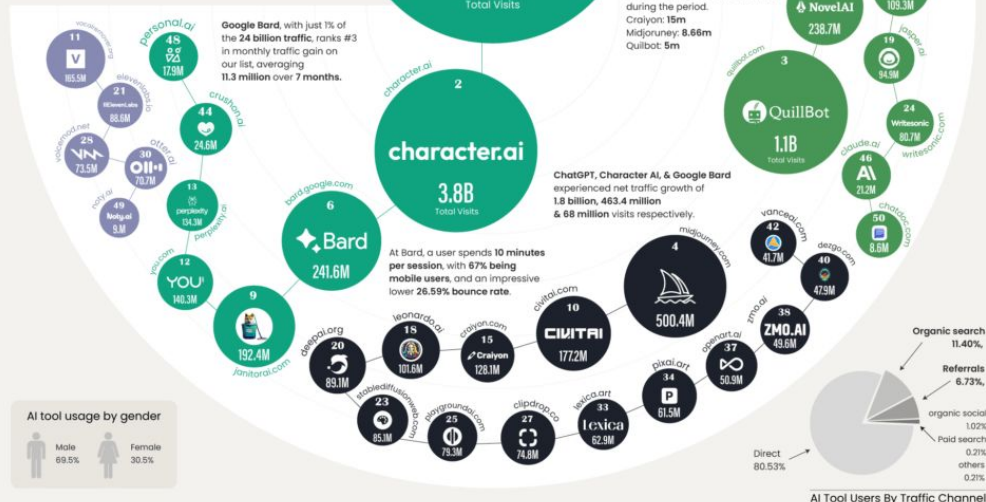 Total Visits
Google Bard, with just 1% of
the 24 billion traffic, ranks #3
in monthly traffic gain on
our list, averaging
11.3 million over 7 months.
during the period.
Craiyon: 15m
Midjoruney: 8.66m
Quilbot: 5m
NovelAI
238.7M
109.3M
11
V
vocalremover.org
21
IIElevenLabs
88.6M
elevenlabs.io
28
73.5M
voicemod.net
30
70.7M
otter.ai
49
Noty.ai
9.M
noty.ai
personal.ai
48
17.9M
crushon.ai
44
24.6M
13
perplexity
134.3M
perplexity.ai
you.com
12
YOU
140.3M
9
192.4M
janitorai.com
bard.google.com
6
Bard
241.6M
character.ai
2
character.ai
3.8B
Total Visits
quillbot.com
3
QuillBot
1.1B
Total Visits
jasper.ai
19
94.9M
24
Writesonic
80.7M
writesonic.com
claude.ai
46
AI
21.2M
chatdoc.com
50
8.6M
ChatGPT, Character AI, & Google Bard
experienced net traffic growth of
1.8 billion, 463.4 million
& 68 million visits respectively.
At Bard, a user spends 10 minutes
per session, with 67% being
mobile users, and an impressive
lower 26.59% bounce rate.
midjourney.com
4
500.4M
vanceai.com
42
41.7M
dezgo.com
40
47.9M
zmo.ai
38
ZMO.AI
49.6M
openart.ai
37
50.9M
pixai.art
34
P
61.5M
lexica.art
33
Lexica
62.9M
clipdrop.co
27
74.8M
playgroundai.com
25
79.3M
stablediffusionweb.com
23
85.1M
deepai.org
20
89.1M
leonardo.ai
18
101.6M
craiyon.com
15
Craiyon
128.1M
civitai.com
10
CIVITAI
177.2M
AI tool usage by gender
Male
69.5%
Female
30.5%
Organic search
11.40%,
Referrals
6.73%,
organic social
1.02%
Paid search
0.21%
others
0.21%
Direct
80.53%
AI Tool Users By Traffic Channel